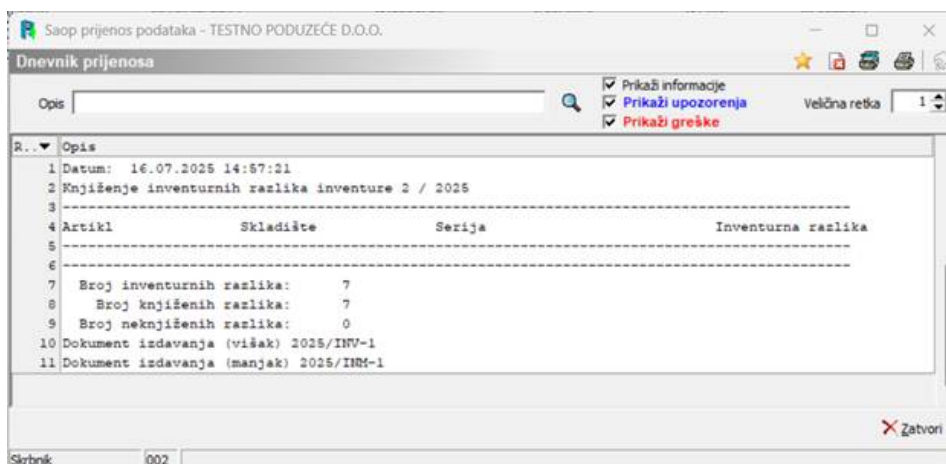 Saop prijenos podataka - TESTNO PODUZEĆE D.O.O.
Dnevnik prijenosa
Opis
Prikaži informacije
Prikaži upozorenja
Prikaži greške
Veličina retka 1
R.. Opis
1 Datum: 16.07.2025 14:57:21
2 Knjiženje inventurnih razlika inventure 2 / 2025
3 ------------------------------------------------------------------------------------------
4 Artikl Skladište Serija Inventurna razlika
5 ------------------------------------------------------------------------------------------
6 ------------------------------------------------------------------------------------------
7 Broj inventurnih razlika: 7
8 Broj knjiženih razlika: 7
9 Broj neknjiženih razlika: 0
10 Dokument izdavanja (višak) 2025/INV-1
11 Dokument izdavanja (manjak) 2025/INM-1
Zatvori
Skrbnik 002